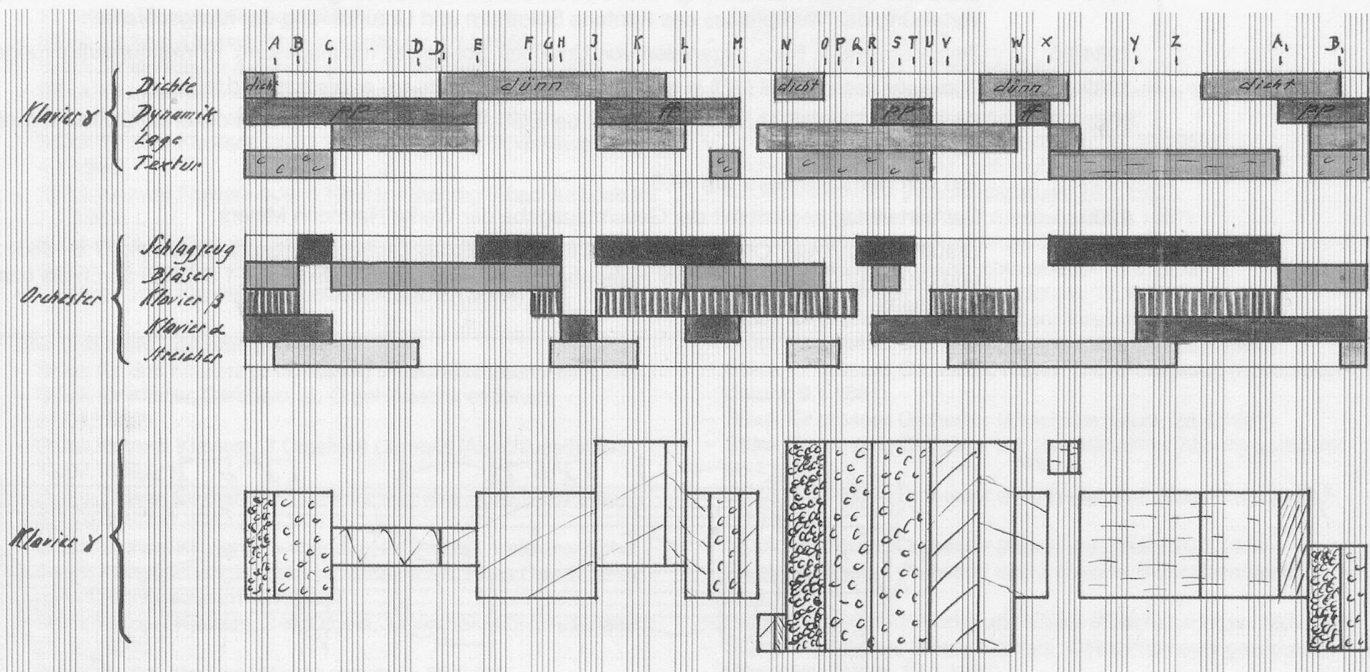 A B C D D E F G H J K L M N O P Q R S T U V W X Y Z A B
Klavier γ
Dichte dicht dünn dicht dünn dicht
Dynamik pp ff pp ff pp
Lage
Textur
Orchester
Schlagzeug
Bläser
Klavier β
Klavier α
Streicher
Klavier γ